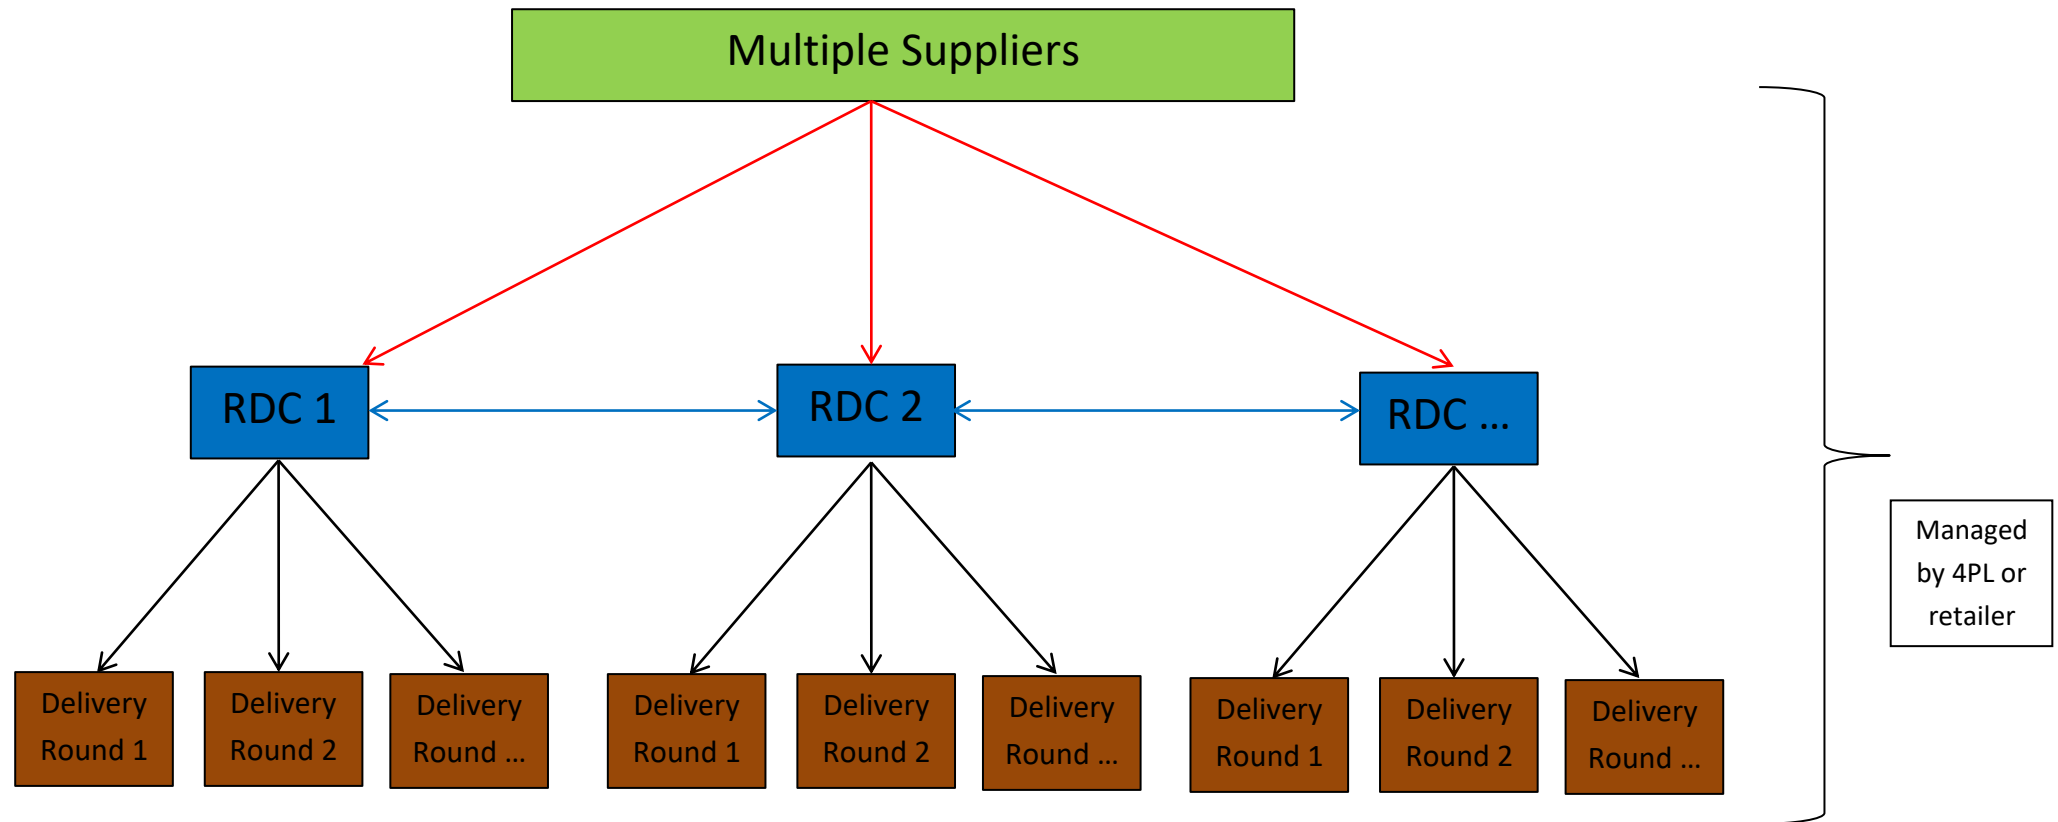 Multiple Suppliers
RDC 1
RDC 2
RDC ...
Managed
by 4PL or
retailer
Delivery
Round 1
Delivery
Round 2
Delivery
Round ...
Delivery
Round 1
Delivery
Round 2
Delivery
Round ...
Delivery
Round 1
Delivery
Round 2
Delivery
Round ...